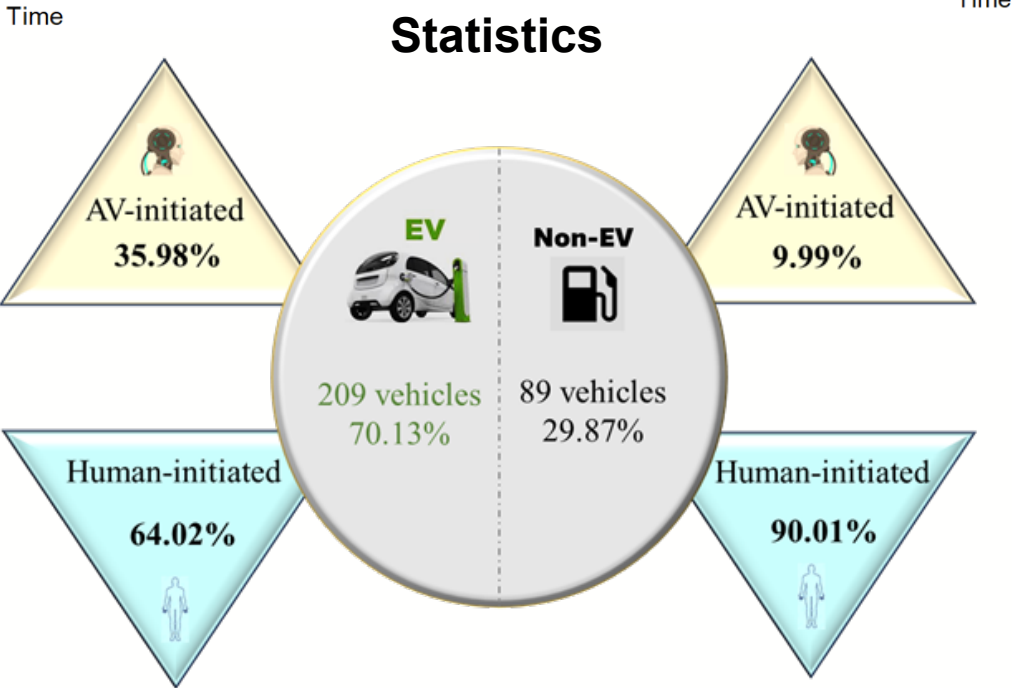 Time
Time
Statistics
AV-initiated
35.98%
EV
Non-EV
AV-initiated
9.99%
209 vehicles
70.13%
89 vehicles
29.87%
Human-initiated
64.02%
Human-initiated
90.01%